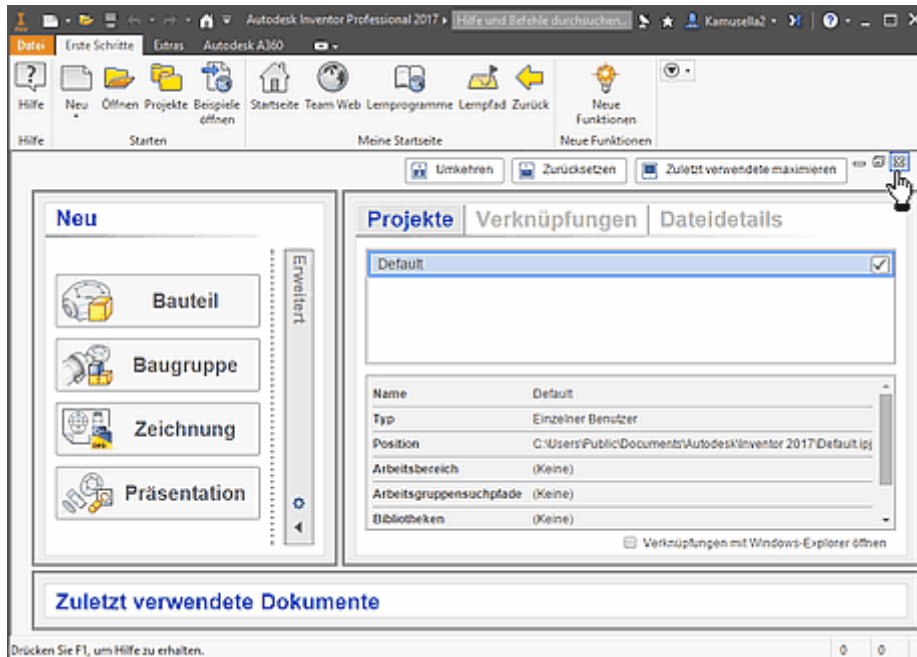 Autodesk Inventor Professional 2017 Hilfe und Befehle durchsuchen... Kamusella2
Datei Erste Schritte Extras Autodesk A360
Hilfe Neu Öffnen Projekte Beispiele öffnen Startseite Team Web Lernprogramme Lernpfad Zurück Neue Funktionen
Hilfe Starten Meine Startseite Neue Funktionen
Umkehren Zurücksetzen Zuletzt verwendete maximieren
Neu
Erweitert
Bauteil
Baugruppe
Zeichnung
Präsentation
Projekte Verknüpfungen Dateidetails
Default
Name Default
Typ Einzelner Benutzer
Position C:\Users\Public\Documents\Autodesk\Inventor 2017\Default.ipj
Arbeitsbereich (Keine)
Arbeitsgruppensuchpfade (Keine)
Bibliotheken (Keine)
Verknüpfungen mit Windows-Explorer öffnen
Zuletzt verwendete Dokumente
Drücken Sie F1, um Hilfe zu erhalten. 0 0